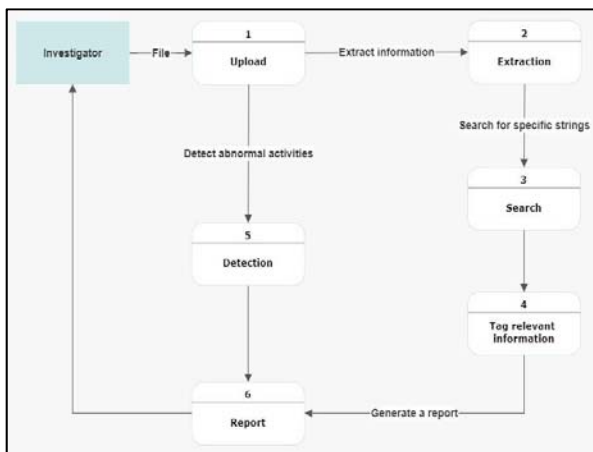 Investigator
File
1
Upload
Extract information
2
Extraction
Search for specific strings
3
Search
Detect abnormal activities
5
Detection
4
Tag relevant
information
Generate a report
6
Report